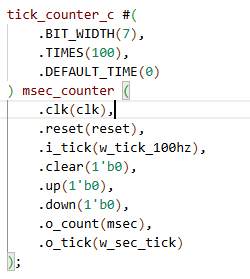 tick_counter_c #(
    .BIT_WIDTH(7),
    .TIMES(100),
    .DEFAULT_TIME(0)
) msec_counter (
    .clk(clk),
    .reset(reset),
    .i_tick(w_tick_100hz),
    .clear(1'b0),
    .up(1'b0),
    .down(1'b0),
    .o_count(msec),
    .o_tick(w_sec_tick)
);